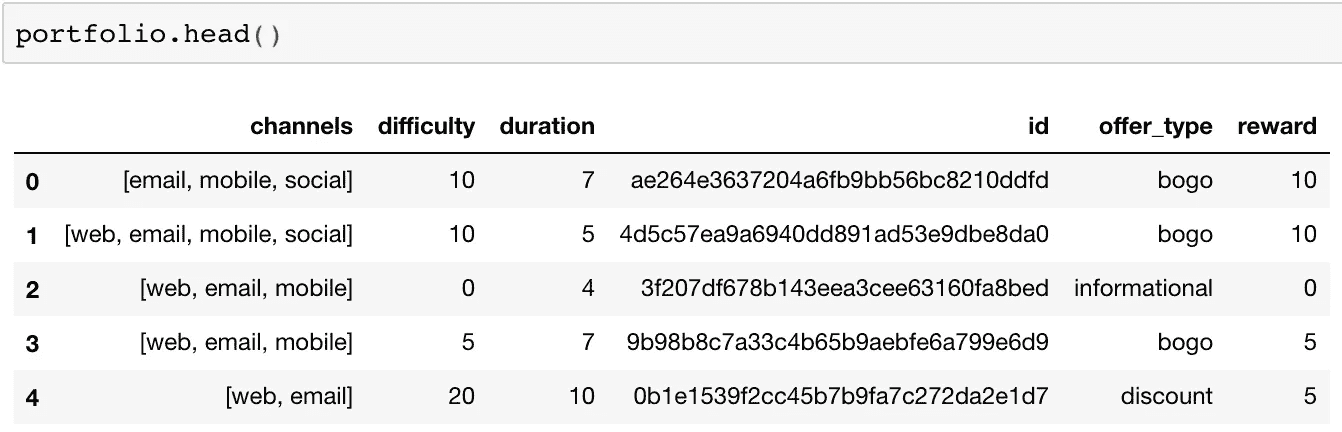 portfolio.head()
channels difficulty duration id offer_type reward
0 [email, mobile, social] 10 7 ae264e3637204a6fb9bb56bc8210ddfd bogo 10
1 [web, email, mobile, social] 10 5 4d5c57ea9a6940dd891ad53e9dbe8da0 bogo 10
2 [web, email, mobile] 0 4 3f207df678b143eea3cee63160fa8bed informational 0
3 [web, email, mobile] 5 7 9b98b8c7a33c4b65b9aebfe6a799e6d9 bogo 5
4 [web, email] 20 10 0b1e1539f2cc45b7b9fa7c272da2e1d7 discount 5